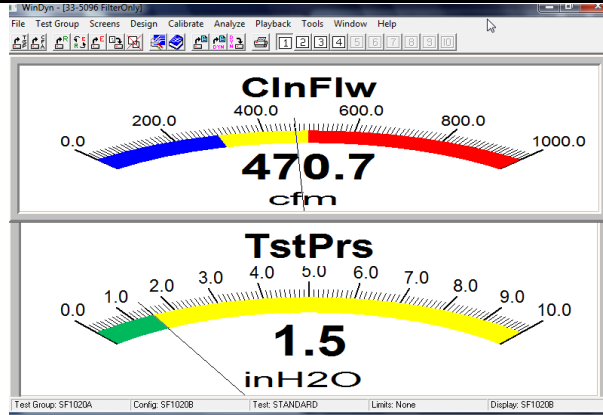 WinDyn - [33-5096 FilterOnly]
File Test Group Screens Design Calibrate Analyze Playback Tools Window Help
1 2 3 4 5 6 7 8 9 10
ClnFlw
0.0 200.0 400.0 600.0 800.0 1000.0
470.7
cfm
TstPrs
0.0 1.0 2.0 3.0 4.0 5.0 6.0 7.0 8.0 9.0 10.0
1.5
inH2O
Test Group: SF1020A Config: SF1020B Test: STANDARD Limits: None Display: SF1020B